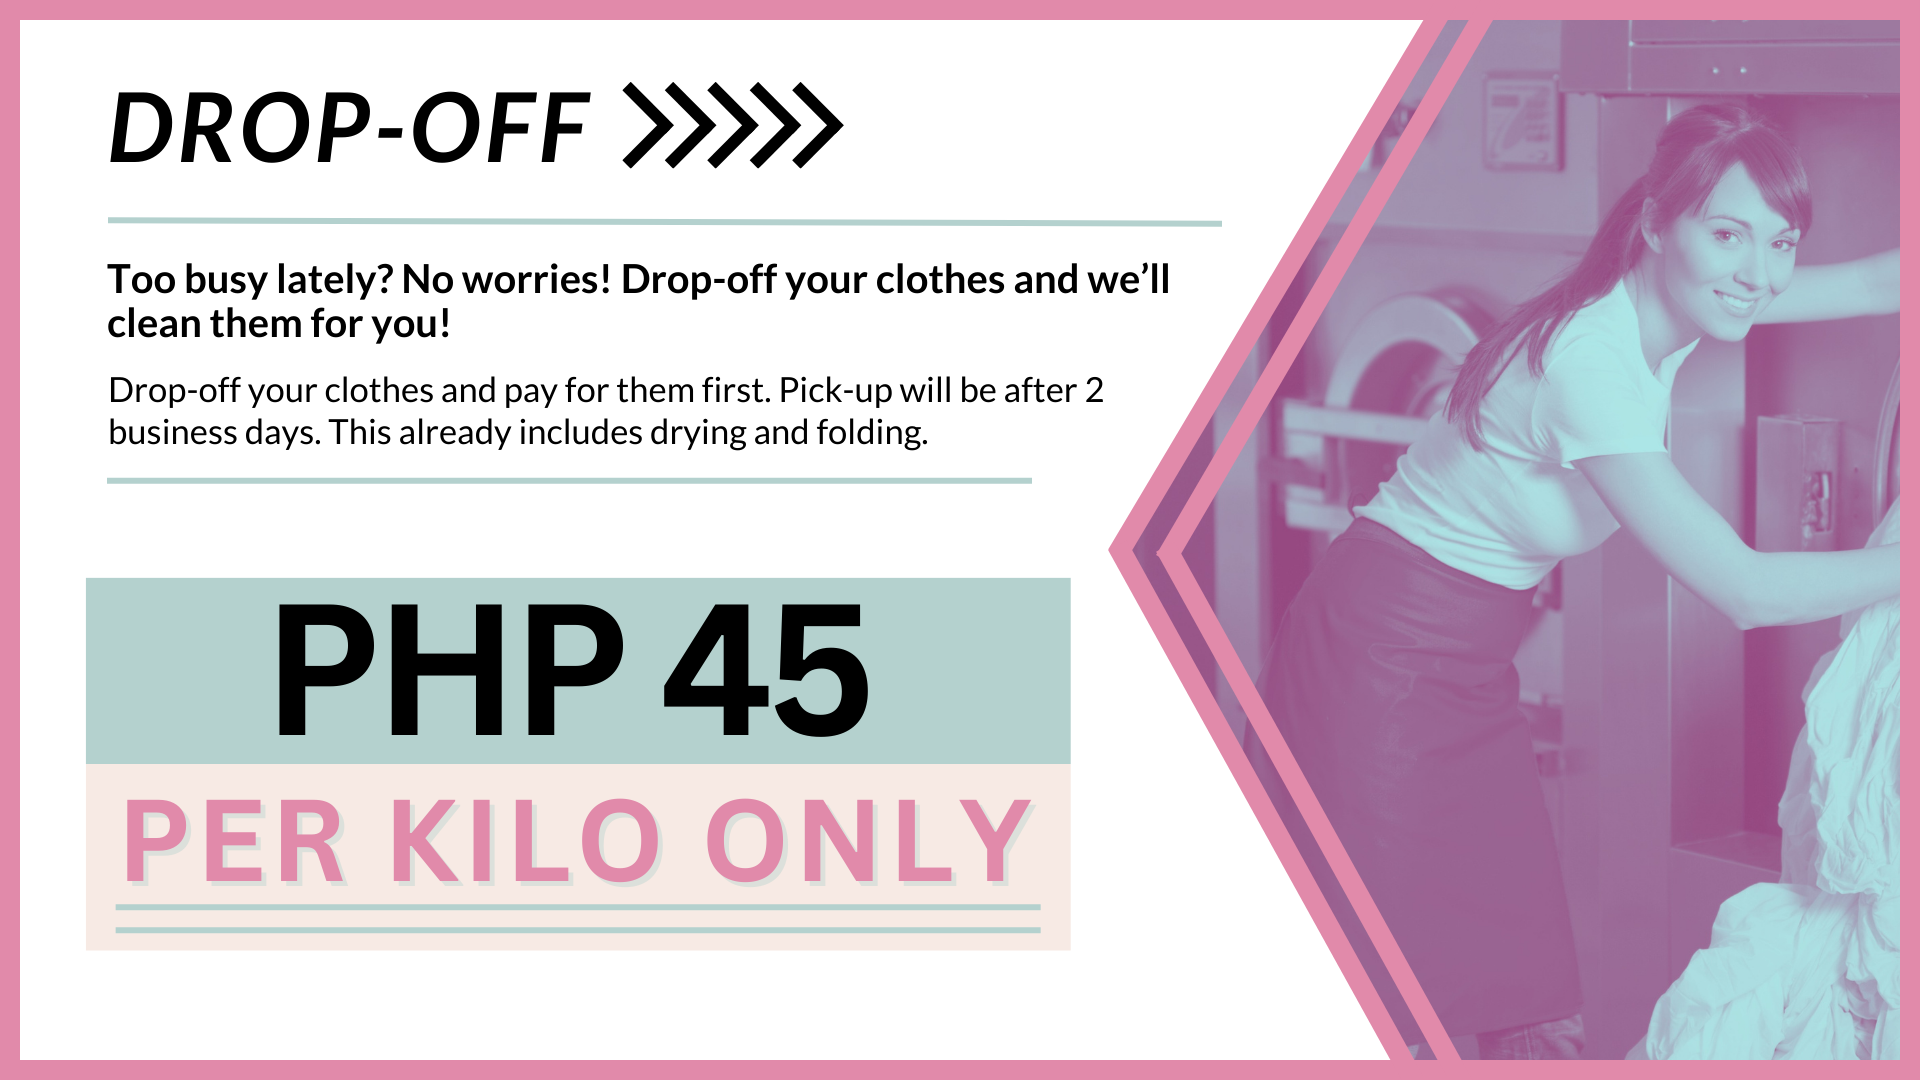 DROP-OFF
Too busy lately? No worries! Drop-off your clothes and we’ll
clean them for you!
Drop-off your clothes and pay for them first. Pick-up will be after 2
business days. This already includes drying and folding.
PHP 45
PER KILO ONLY
7